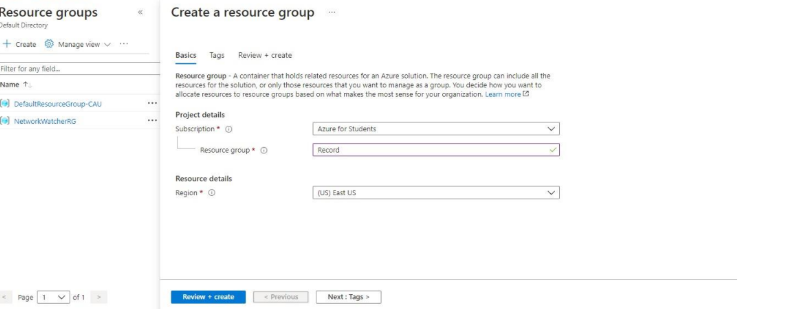 Resource groups «
Default Directory
+ Create Manage view ···
Filter for any field...
Name ↑↓
DefaultResourceGroup-CAU ···
NetworkWatcherRG ···
< Page 1 of 1 >
Create a resource group ···
Basics Tags Review + create
Resource group - A container that holds related resources for an Azure solution. The resource group can include all the
resources for the solution, or only those resources that you want to manage as a group. You decide how you want to
allocate resources to resource groups based on what makes the most sense for your organization. Learn more
Project details
Subscription * Azure for Students
Resource group * Record
Resource details
Region * (US) East US
Review + create < Previous Next : Tags >